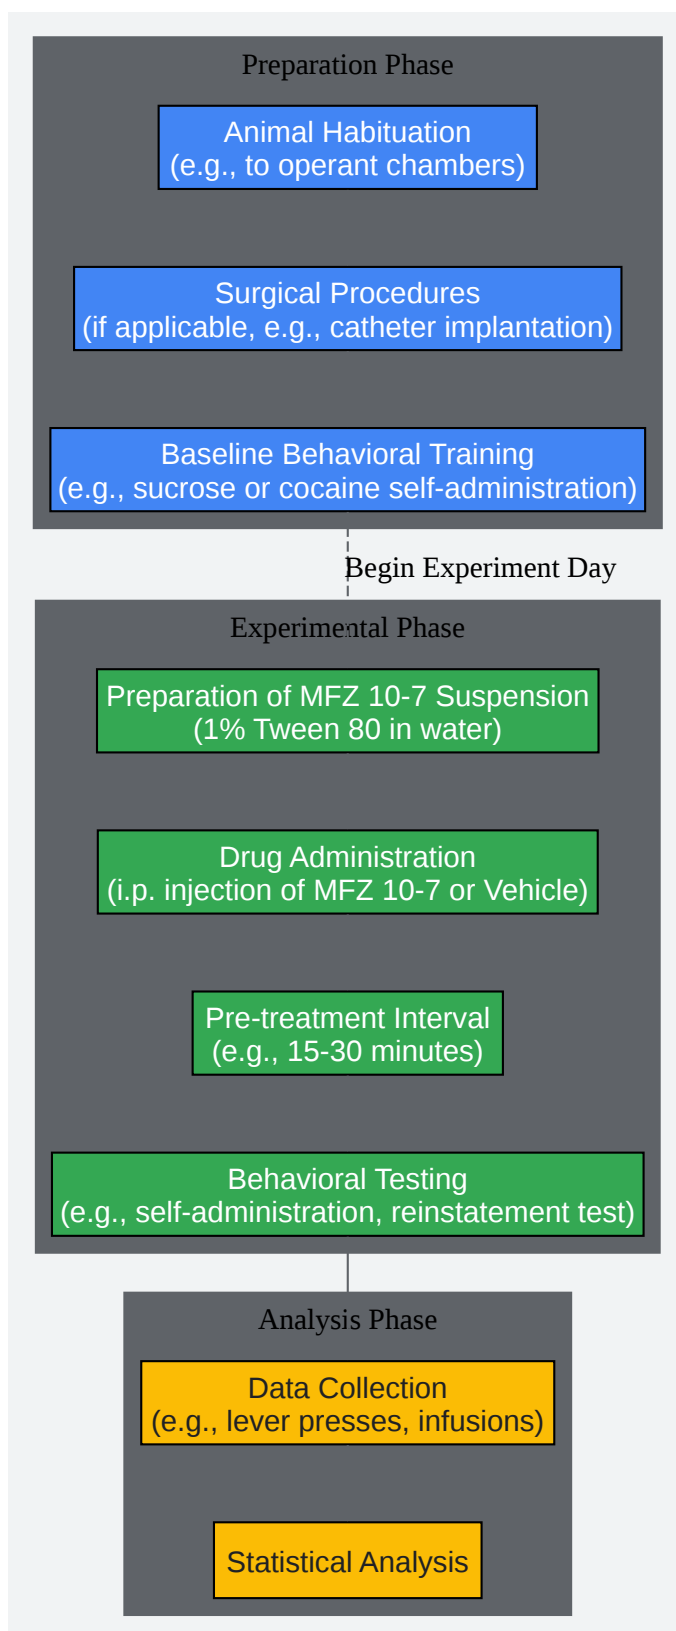 Preparation Phase
Animal Habituation
(e.g., to operant chambers)
Surgical Procedures
(if applicable, e.g., catheter implantation)
Baseline Behavioral Training
(e.g., sucrose or cocaine self-administration)
Begin Experiment Day
Experimental Phase
Preparation of MFZ 10-7 Suspension
(1% Tween 80 in water)
Drug Administration
(i.p. injection of MFZ 10-7 or Vehicle)
Pre-treatment Interval
(e.g., 15-30 minutes)
Behavioral Testing
(e.g., self-administration, reinstatement test)
Analysis Phase
Data Collection
(e.g., lever presses, infusions)
Statistical Analysis